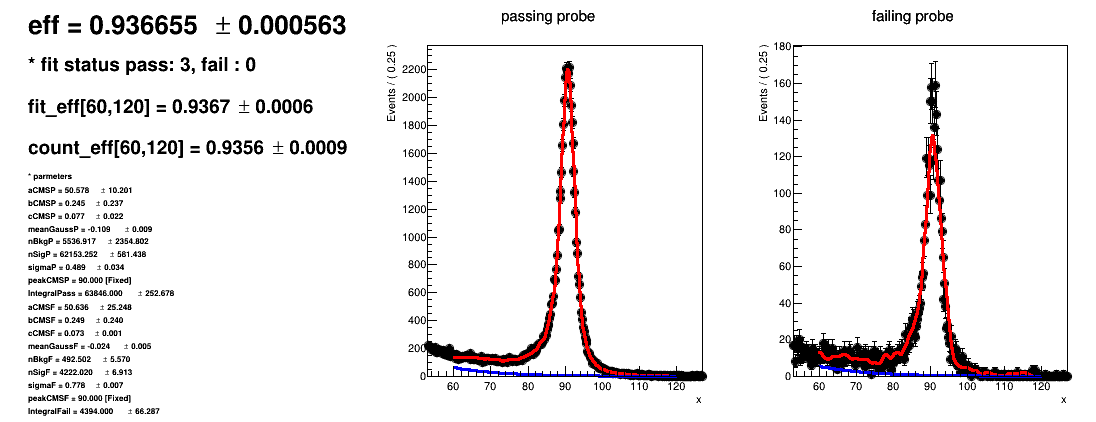 eff = 0.936655 ± 0.000563
* fit status pass: 3, fail : 0
fit_eff[60,120] = 0.9367 ± 0.0006
count_eff[60,120] = 0.9356 ± 0.0009
* parmeters
aCMSP = 50.578 ± 10.201
bCMSP = 0.245 ± 0.237
cCMSP = 0.077 ± 0.022
meanGaussP = -0.109 ± 0.009
nBkgP = 5536.917 ± 2354.802
nSigP = 62153.252 ± 581.438
sigmaP = 0.489 ± 0.034
peakCMSP = 90.000 [Fixed]
IntegralPass = 63846.000 ± 252.678
aCMSF = 50.636 ± 25.248
bCMSF = 0.249 ± 0.240
cCMSF = 0.073 ± 0.001
meanGaussF = -0.024 ± 0.005
nBkgF = 492.502 ± 5.570
nSigF = 4222.020 ± 6.913
sigmaF = 0.778 ± 0.007
peakCMSF = 90.000 [Fixed]
IntegralFail = 4394.000 ± 66.287
passing probe
Events / ( 0.25 )
2200
2000
1800
1600
1400
1200
1000
800
600
400
200
0
60 70 80 90 100 110 120
x
failing probe
Events / ( 0.25 )
180
160
140
120
100
80
60
40
20
0
60 70 80 90 100 110 120
x